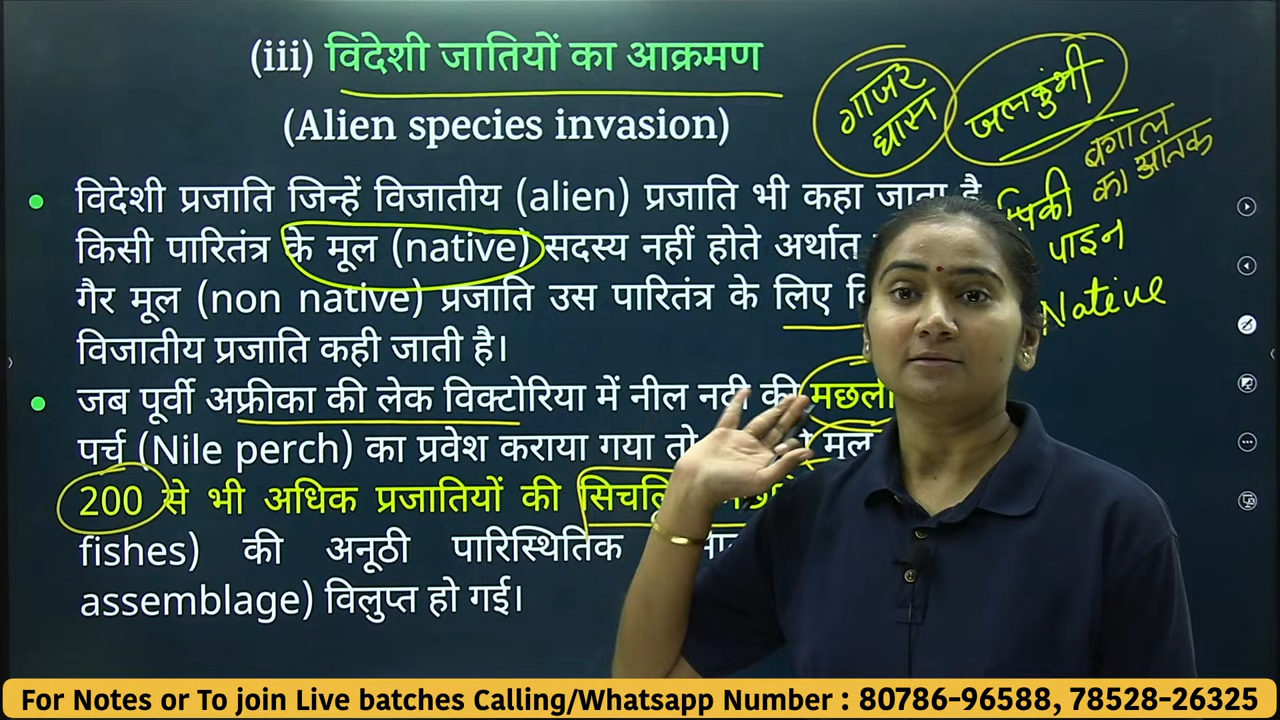 (iii) विदेशी जातियों का आक्रमण
(Alien species invasion)
गाजर
घास
जलकुंभी
बंगाल
का आंतक
पाइन
Native
विदेशी प्रजाति जिन्हें विजातीय (alien) प्रजाति भी कहा जाता है
किसी पारितंत्र के मूल (native) सदस्य नहीं होते अर्थात
गैर मूल (non native) प्रजाति उस पारितंत्र के लिए
विजातीय प्रजाति कही जाती है।
जब पूर्वी अफ्रीका की लेक विक्टोरिया में नील नदी की मछली
पर्च (Nile perch) का प्रवेश कराया गया तो मूल
200 से भी अधिक प्रजातियों की
fishes) की अनूठी पारिस्थितिक
assemblage) विलुप्त हो गई।
For Notes or To join Live batches Calling/Whatsapp Number : 80786-96588, 78528-26325